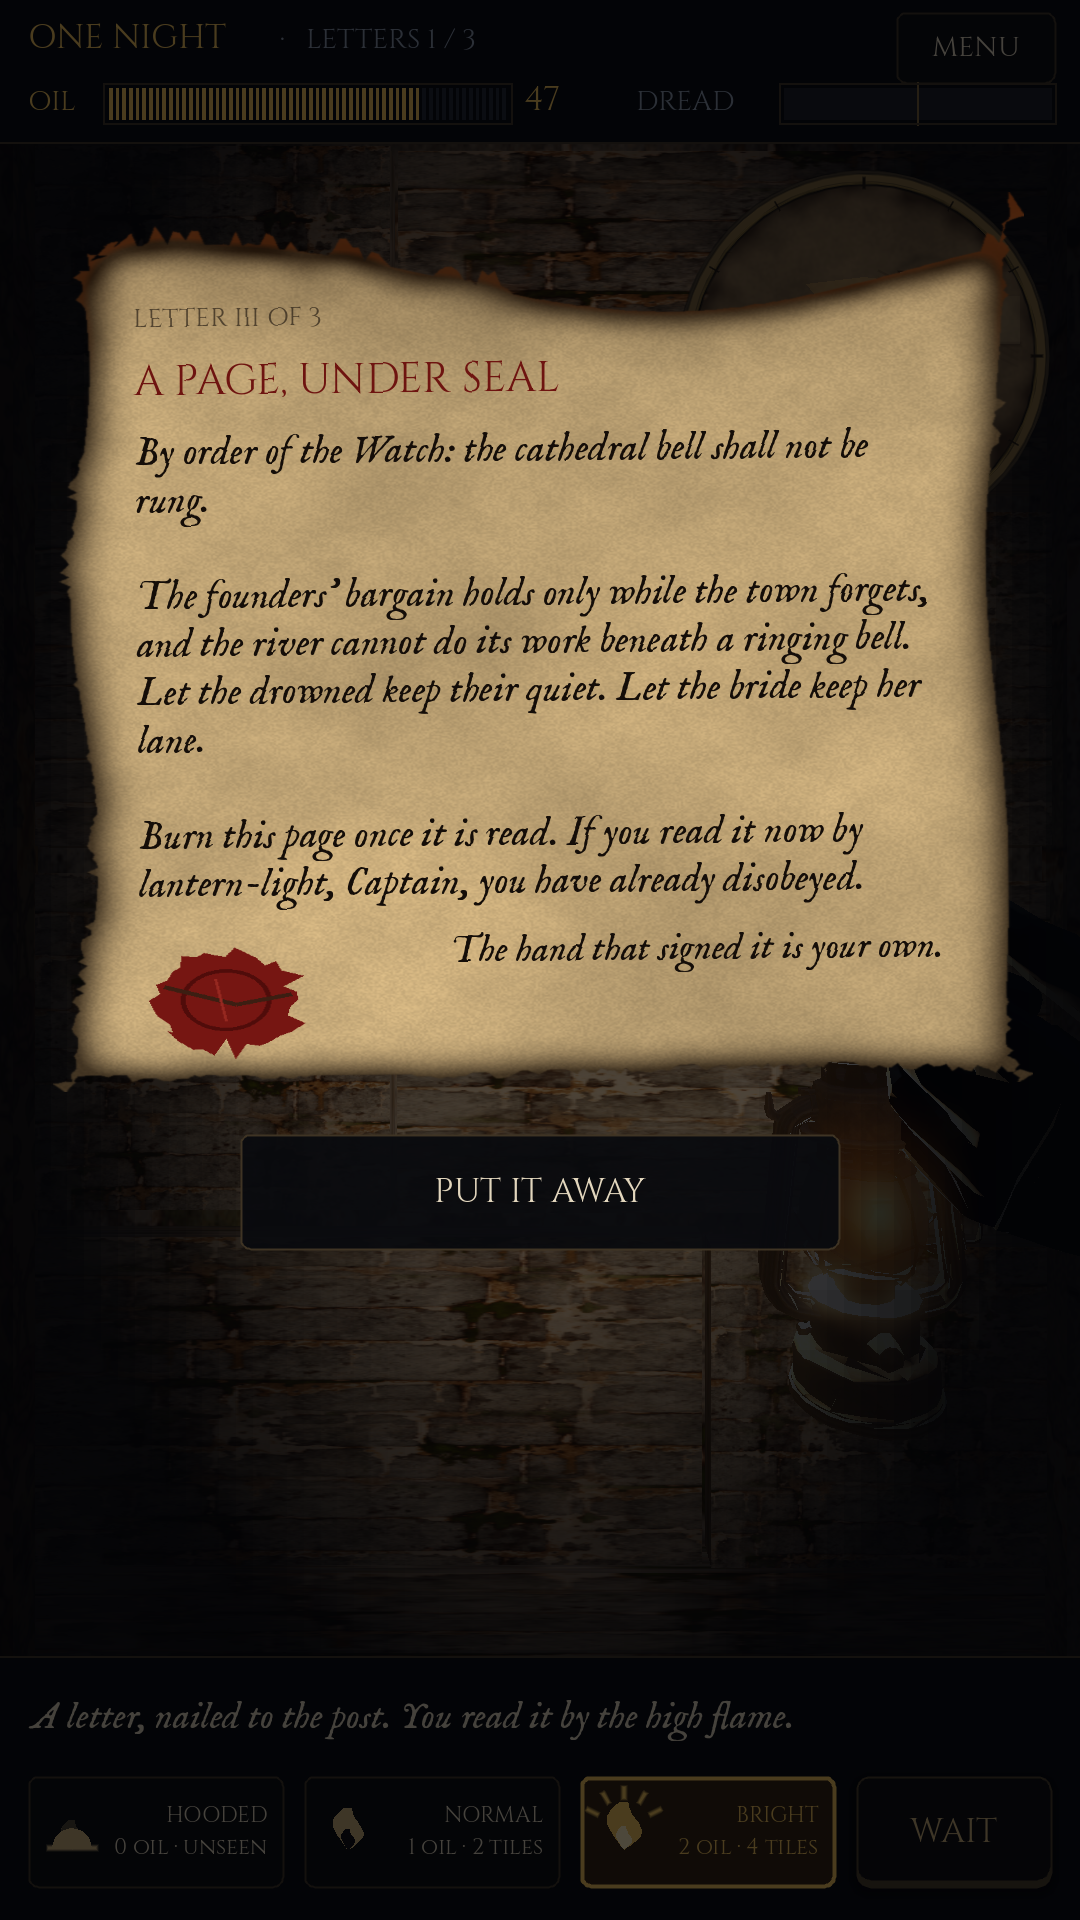 ONE NIGHT · LETTERS 1 / 3
MENU
OIL 47 DREAD
LETTER III OF 3
A PAGE, UNDER SEAL
By order of the Watch: the cathedral bell shall not be
rung.
The founders' bargain holds only while the town forgets,
and the river cannot do its work beneath a ringing bell.
Let the drowned keep their quiet. Let the bride keep her
lane.
Burn this page once it is read. If you read it now by
lantern-light, Captain, you have already disobeyed.
The hand that signed it is your own.
PUT IT AWAY
A letter, nailed to the post. You read it by the high flame.
HOODED
0 OIL · UNSEEN
NORMAL
1 OIL · 2 TILES
BRIGHT
2 OIL · 4 TILES
WAIT